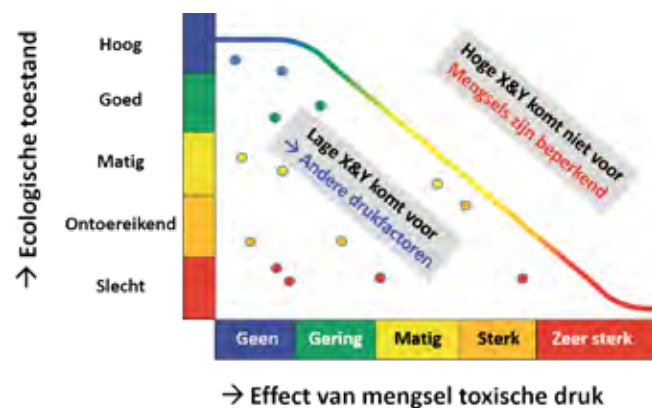 → Ecologische toestand
Hoog
Goed
Matig
Ontoereikend
Slecht
Hoge X&Y komt niet voor
Mengsels zijn beperkend
Lage X&Y komt voor
→ Andere drukfactoren
Geen
Gering
Matig
Sterk
Zeer sterk
→ Effect van mengsel toxische druk